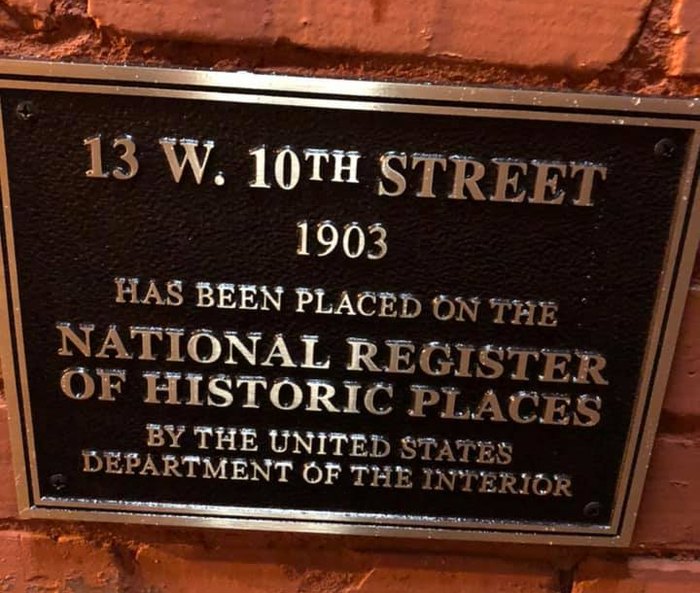 13 W. 10TH STREET
1903
HAS BEEN PLACED ON THE
NATIONAL REGISTER
OF HISTORIC PLACES
BY THE UNITED STATES
DEPARTMENT OF THE INTERIOR